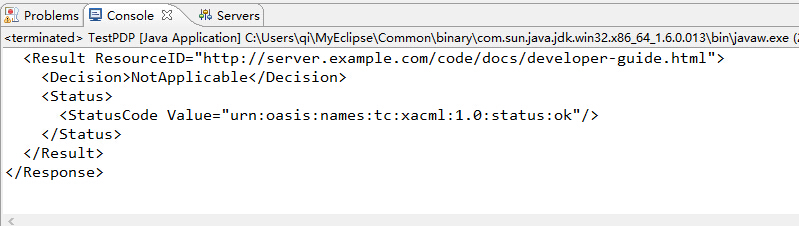 Problems Console Servers
<terminated> TestPDP [Java Application] C:\Users\qi\MyEclipse\Common\binary\com.sun.java.jdk.win32.x86_64_1.6.0.013\bin\javaw.exe (2
<Result ResourceID="http://server.example.com/code/docs/developer-guide.html">
<Decision>NotApplicable</Decision>
<Status>
<StatusCode Value="urn:oasis:names:tc:xacml:1.0:status:ok"/>
</Status>
</Result>
</Response>